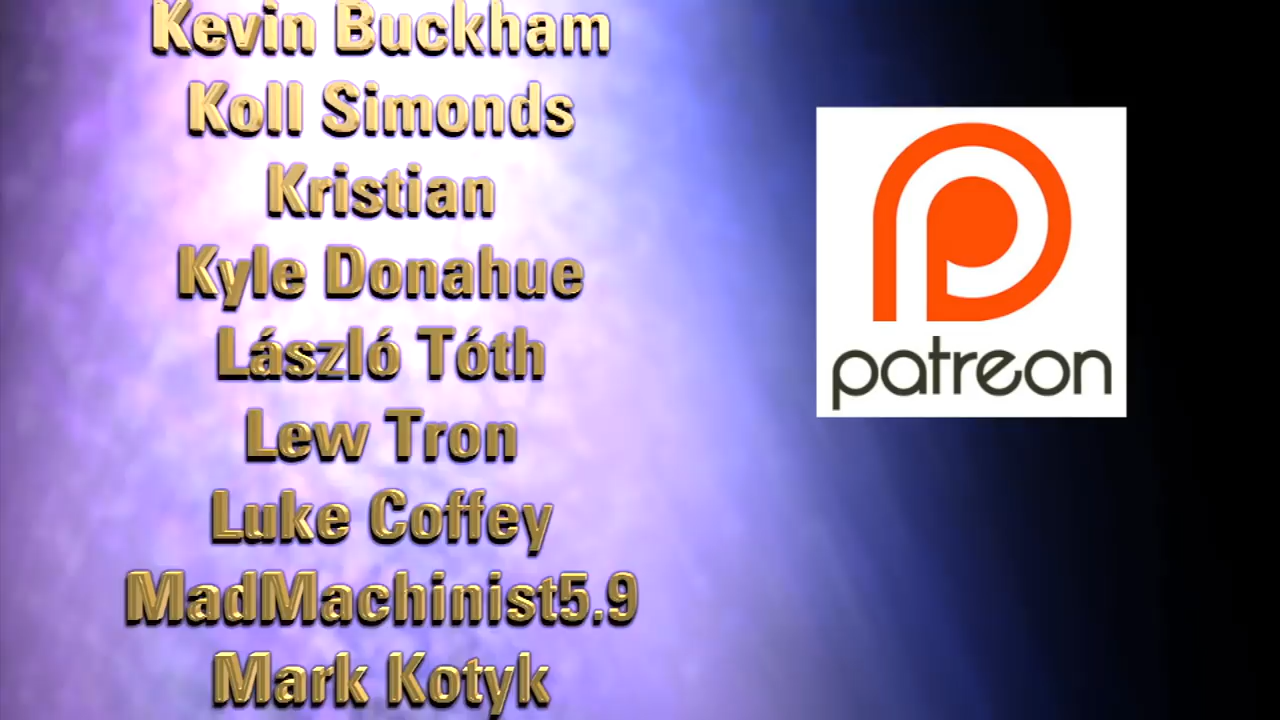 Kevin Buckham
Koll Simonds
Kristian
Kyle Donahue
László Tóth
Lew Tron
Luke Coffey
MadMachinist5.9
Mark Kotyk
patreon